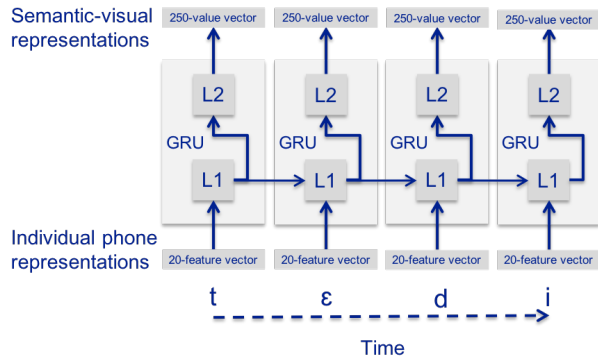 Semantic-visual
representations
250-value vector 250-value vector 250-value vector 250-value vector
L2 L2 L2 L2
GRU GRU GRU GRU
L1 L1 L1 L1
Individual phone
representations
20-feature vector 20-feature vector 20-feature vector 20-feature vector
t ε d i
Time